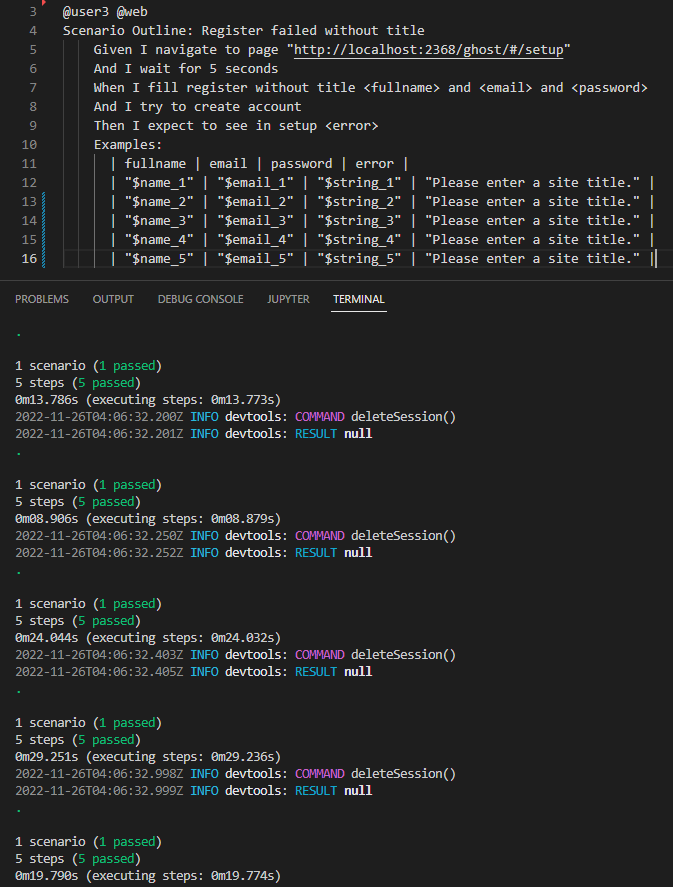 3 @user3 @web
4 Scenario Outline: Register failed without title
5 Given I navigate to page "http://localhost:2368/ghost/#/setup"
6 And I wait for 5 seconds
7 When I fill register without title <fullname> and <email> and <password>
8 And I try to create account
9 Then I expect to see in setup <error>
10 Examples:
11 | fullname | email | password | error |
12 | "$name_1" | "$email_1" | "$string_1" | "Please enter a site title." |
13 | "$name_2" | "$email_2" | "$string_2" | "Please enter a site title." |
14 | "$name_3" | "$email_3" | "$string_3" | "Please enter a site title." |
15 | "$name_4" | "$email_4" | "$string_4" | "Please enter a site title." |
16 | "$name_5" | "$email_5" | "$string_5" | "Please enter a site title." |
PROBLEMS OUTPUT DEBUG CONSOLE JUPYTER TERMINAL
.
1 scenario (1 passed)
5 steps (5 passed)
0m13.786s (executing steps: 0m13.773s)
2022-11-26T04:06:32.200Z INFO devtools: COMMAND deleteSession()
2022-11-26T04:06:32.201Z INFO devtools: RESULT null
.
1 scenario (1 passed)
5 steps (5 passed)
0m08.906s (executing steps: 0m08.879s)
2022-11-26T04:06:32.250Z INFO devtools: COMMAND deleteSession()
2022-11-26T04:06:32.252Z INFO devtools: RESULT null
.
1 scenario (1 passed)
5 steps (5 passed)
0m24.044s (executing steps: 0m24.032s)
2022-11-26T04:06:32.403Z INFO devtools: COMMAND deleteSession()
2022-11-26T04:06:32.405Z INFO devtools: RESULT null
.
1 scenario (1 passed)
5 steps (5 passed)
0m29.251s (executing steps: 0m29.236s)
2022-11-26T04:06:32.998Z INFO devtools: COMMAND deleteSession()
2022-11-26T04:06:32.999Z INFO devtools: RESULT null
.
1 scenario (1 passed)
5 steps (5 passed)
0m19.790s (executing steps: 0m19.774s)